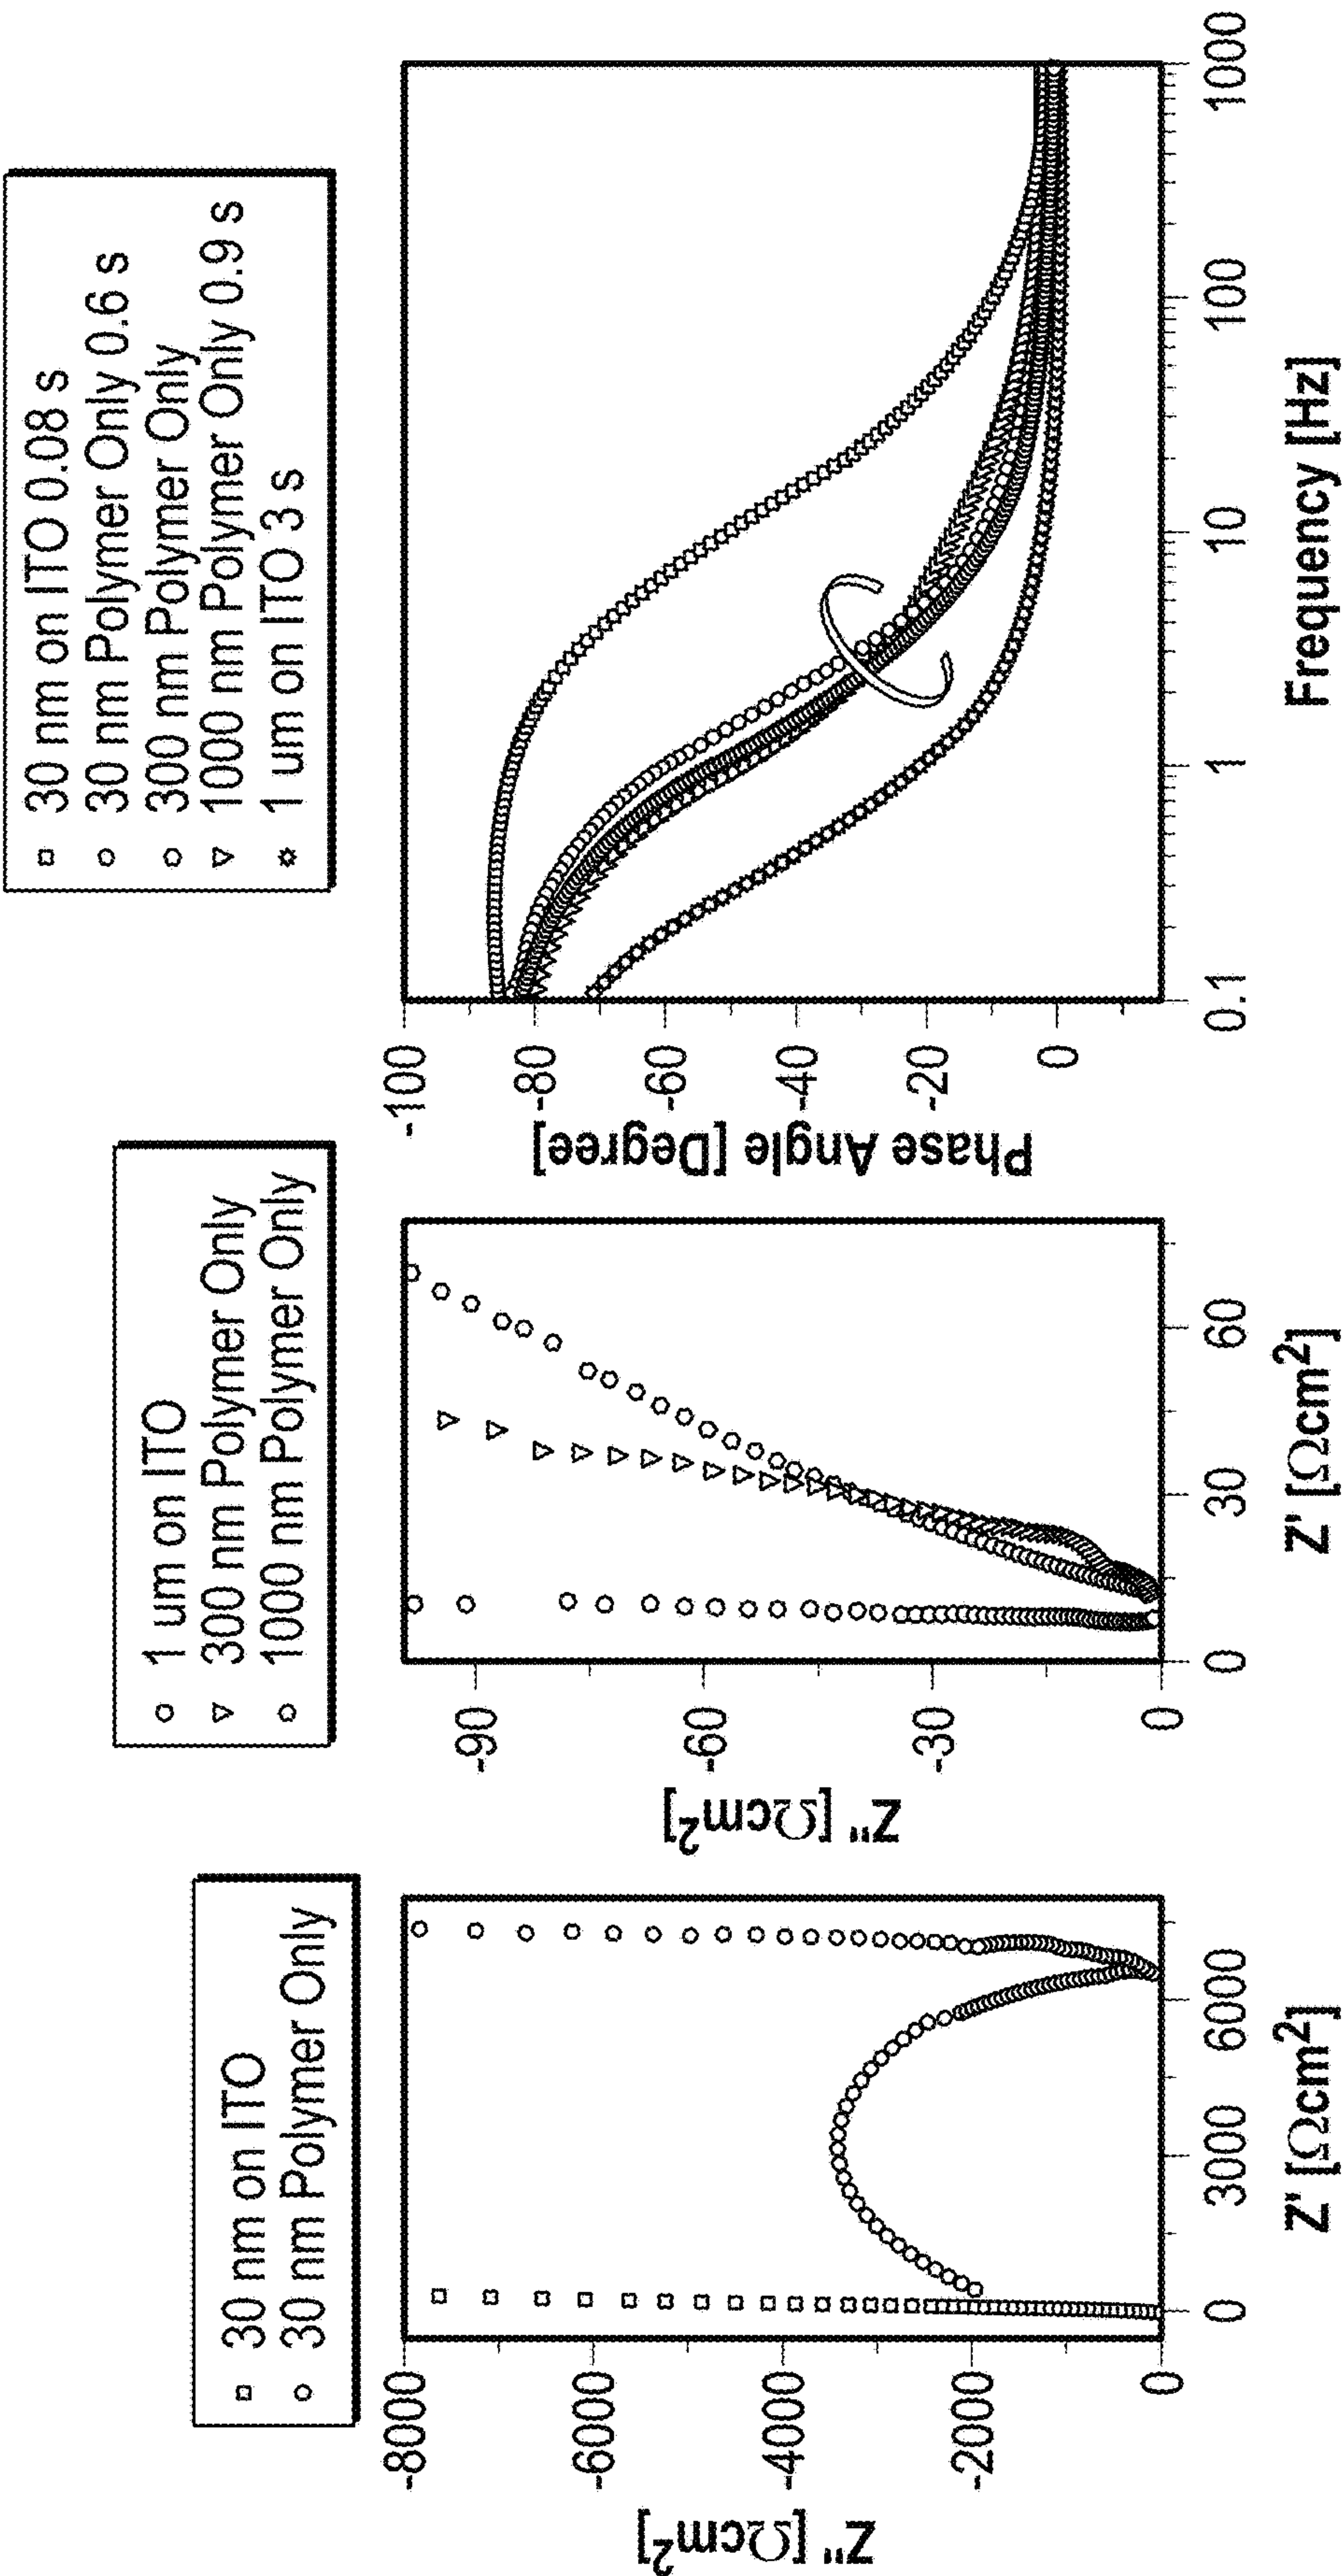 30 nm on ITO
30 nm Polymer Only
-8000
-6000
-4000
-2000
0
Z" [Ωcm²]
0
3000
6000
Z' [Ωcm²]
1 um on ITO
300 nm Polymer Only
1000 nm Polymer Only
-90
-60
-30
0
Z" [Ωcm²]
0
30
60
Z' [Ωcm²]
30 nm on ITO 0.08 s
30 nm Polymer Only 0.6 s
300 nm Polymer Only
1000 nm Polymer Only 0.9 s
1 um on ITO 3 s
-100
-80
-60
-40
-20
0
Phase Angle [Degree]
0.1
1
10
100
1000
Frequency [Hz]